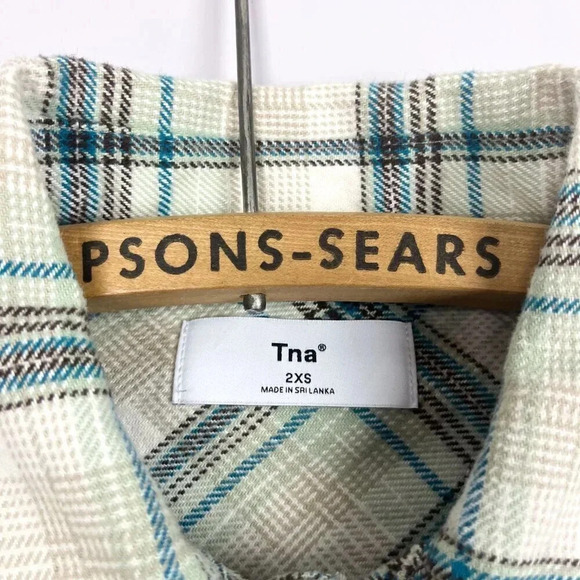 PSONS-SEARS
Tna®
2XS
MADE IN SRI LANKA